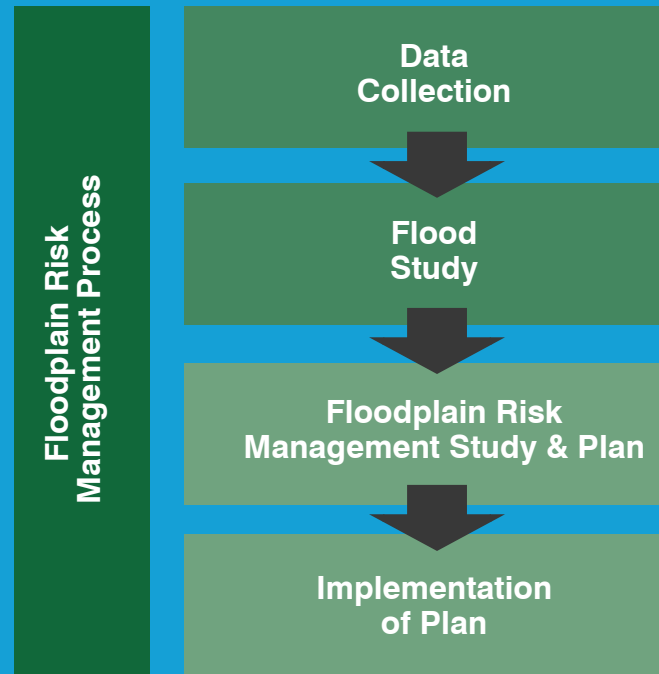 Floodplain Risk
Management Process
Data
Collection
Flood
Study
Floodplain Risk
Management Study & Plan
Implementation
of Plan